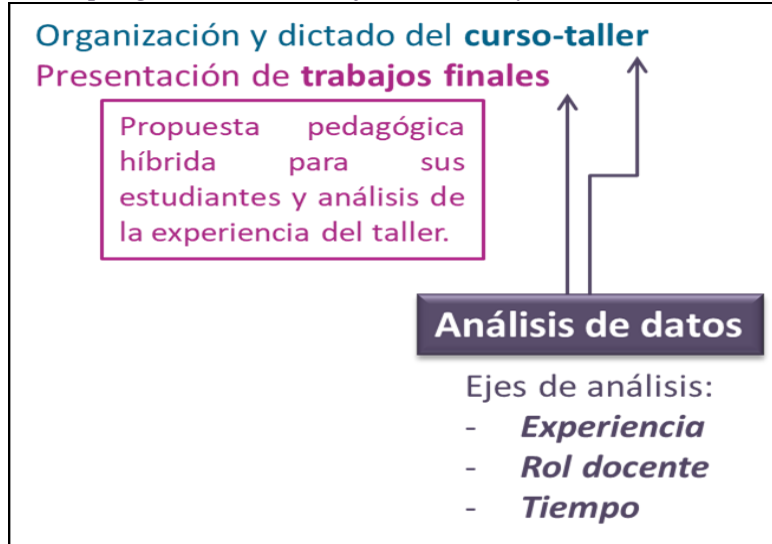 Organización y dictado del curso-taller
Presentación de trabajos finales
Propuesta pedagógica
híbrida para sus
estudiantes y análisis de
la experiencia del taller.
Análisis de datos
Ejes de análisis:
- Experiencia
- Rol docente
- Tiempo